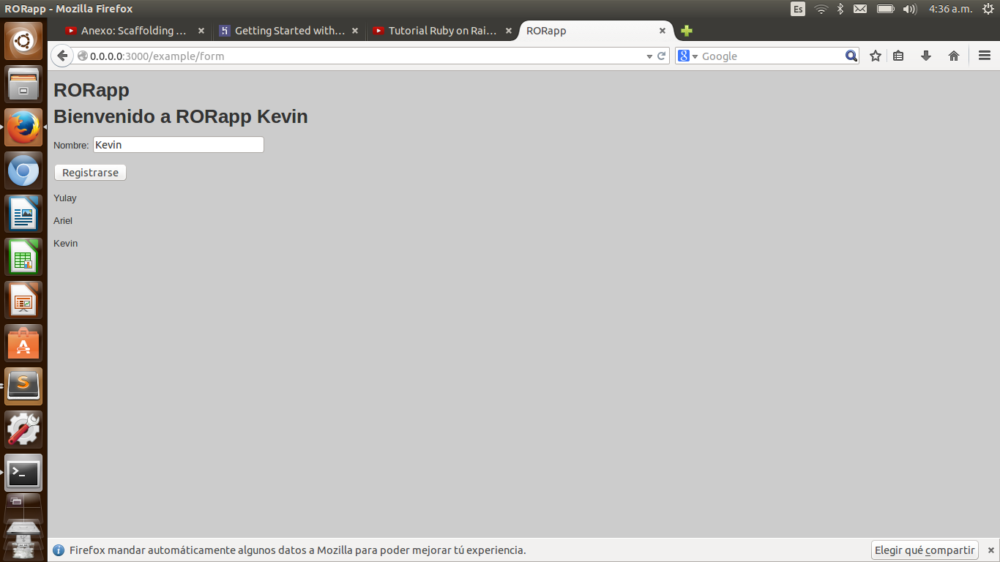 RORapp - Mozilla Firefox
Es
4:36 a.m.
Anexo: Scaffolding ...
Getting Started with...
Tutorial Ruby on Rai...
RORapp
0.0.0.0:3000/example/form
Google
RORapp
Bienvenido a RORapp Kevin
Nombre: Kevin
Registrarse
Yulay
Ariel
Kevin
Firefox mandar automáticamente algunos datos a Mozilla para poder mejorar tú experiencia.
Elegir qué compartir